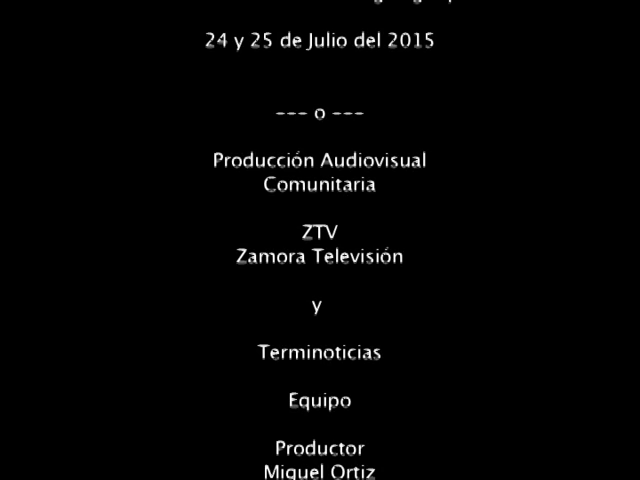 24 y 25 de Julio del 2015
--- o ---
Producción Audiovisual
Comunitaria
ZTV
Zamora Televisión
y
Terminoticias
Equipo
Productor
Miguel Ortiz